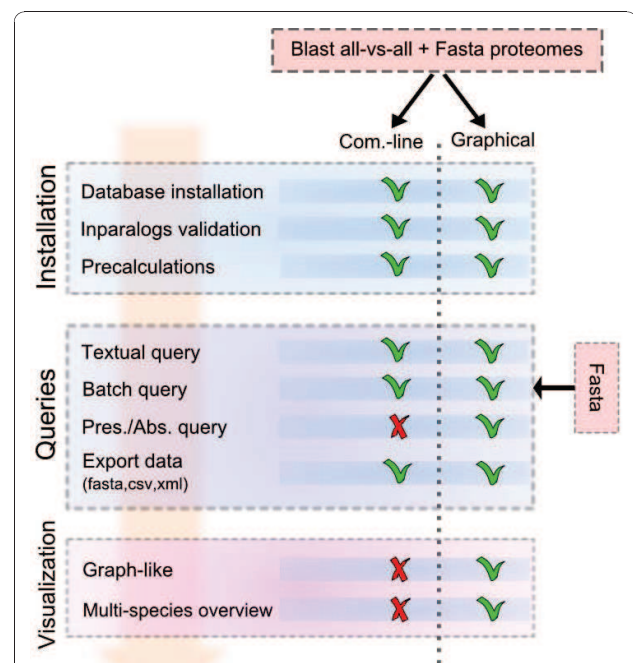 Blast all-vs-all + Fasta proteomes
Com.-line
Graphical
Installation
Database installation
Inparalogs validation
Precalculations
Queries
Textual query
Batch query
Pres./Abs. query
Export data
(fasta,csv,xml)
Fasta
Visualization
Graph-like
Multi-species overview